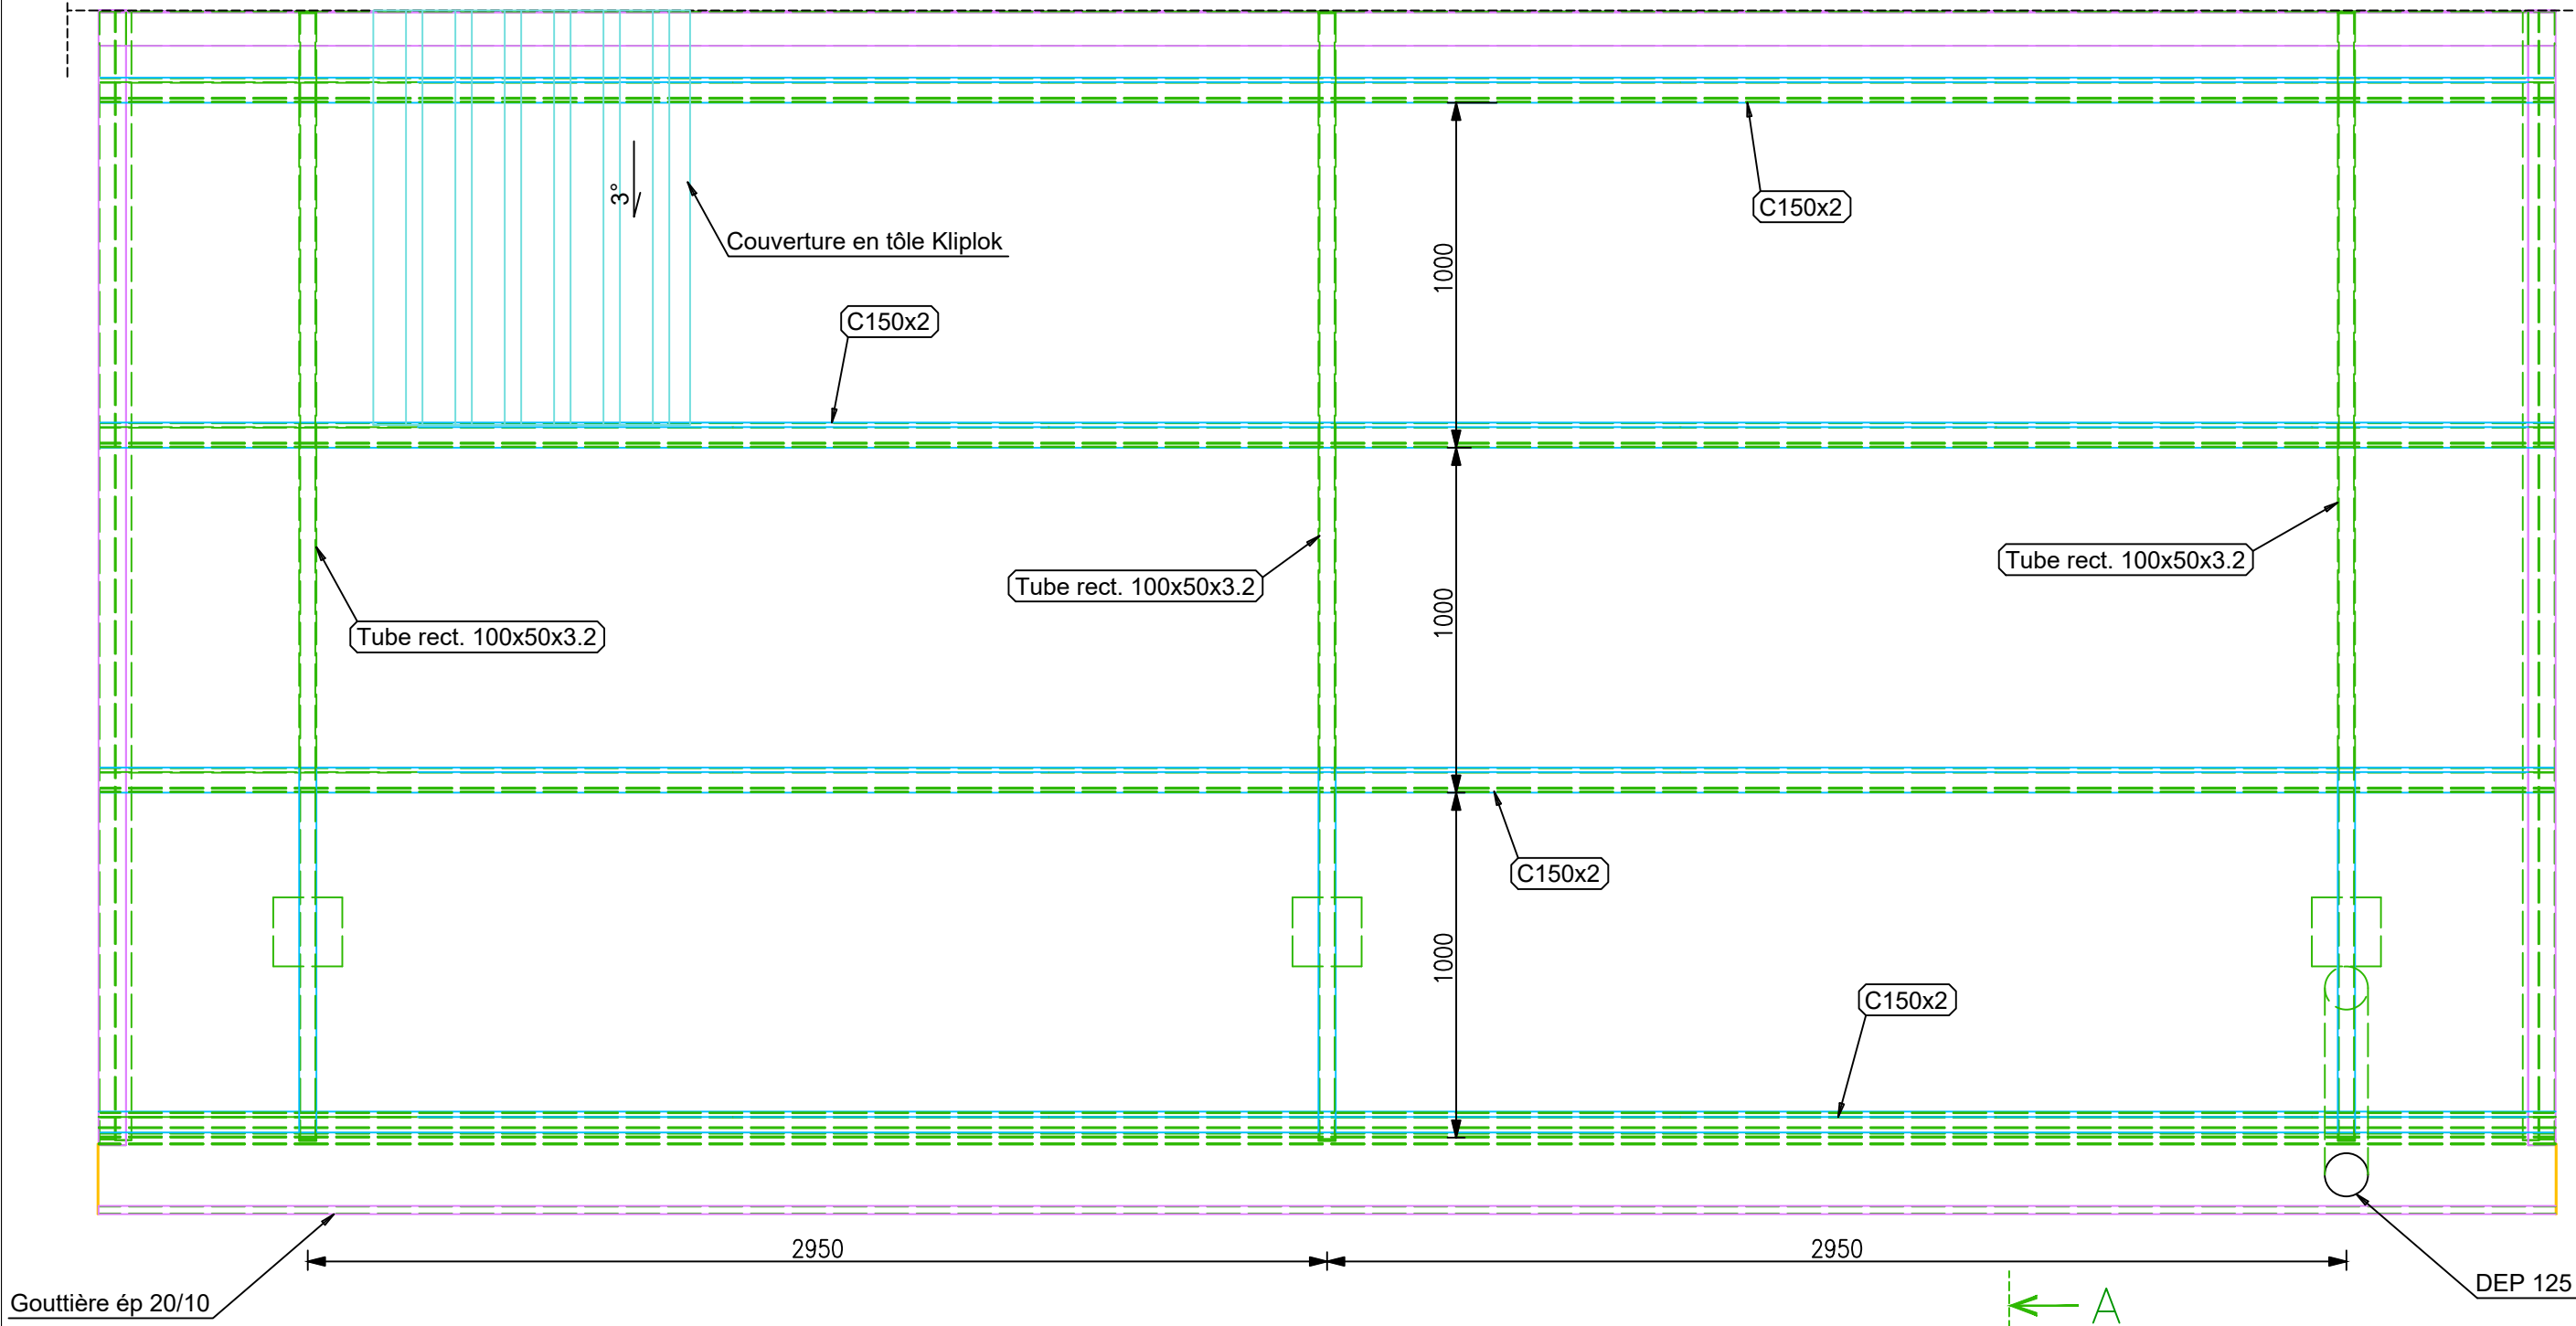 C150x2
3°
Couverture en tôle Kliplok
1000
C150x2
Tube rect. 100x50x3.2
Tube rect. 100x50x3.2
1000
Tube rect. 100x50x3.2
C150x2
1000
C150x2
2950
2950
Gouttière ép 20/10
DEP 125
A